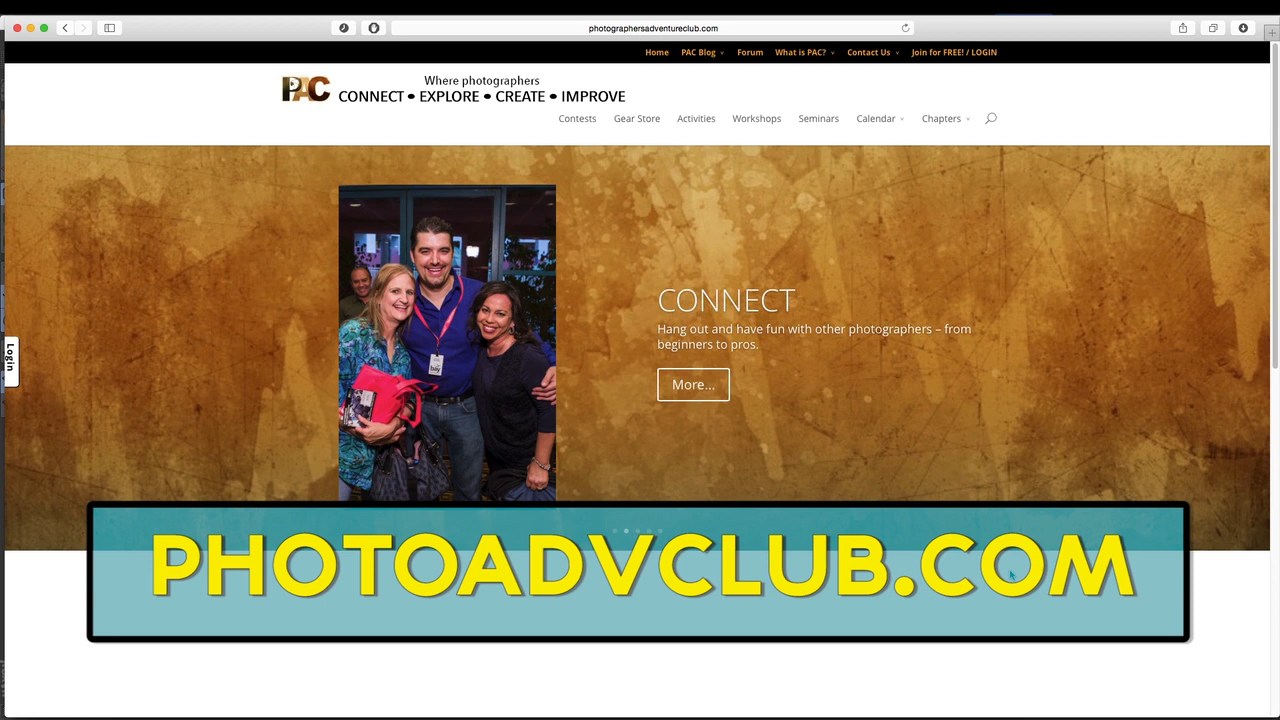 photographersadventureclub.com
Home PAC Blog Forum What is PAC? Contact Us Join for FREE! / LOGIN
PAC
Where photographers
CONNECT • EXPLORE • CREATE • IMPROVE
Contests Gear Store Activities Workshops Seminars Calendar Chapters
CONNECT
Hang out and have fun with other photographers – from
beginners to pros.
More...
Login
bay
PHOTOADVCLUB.COM